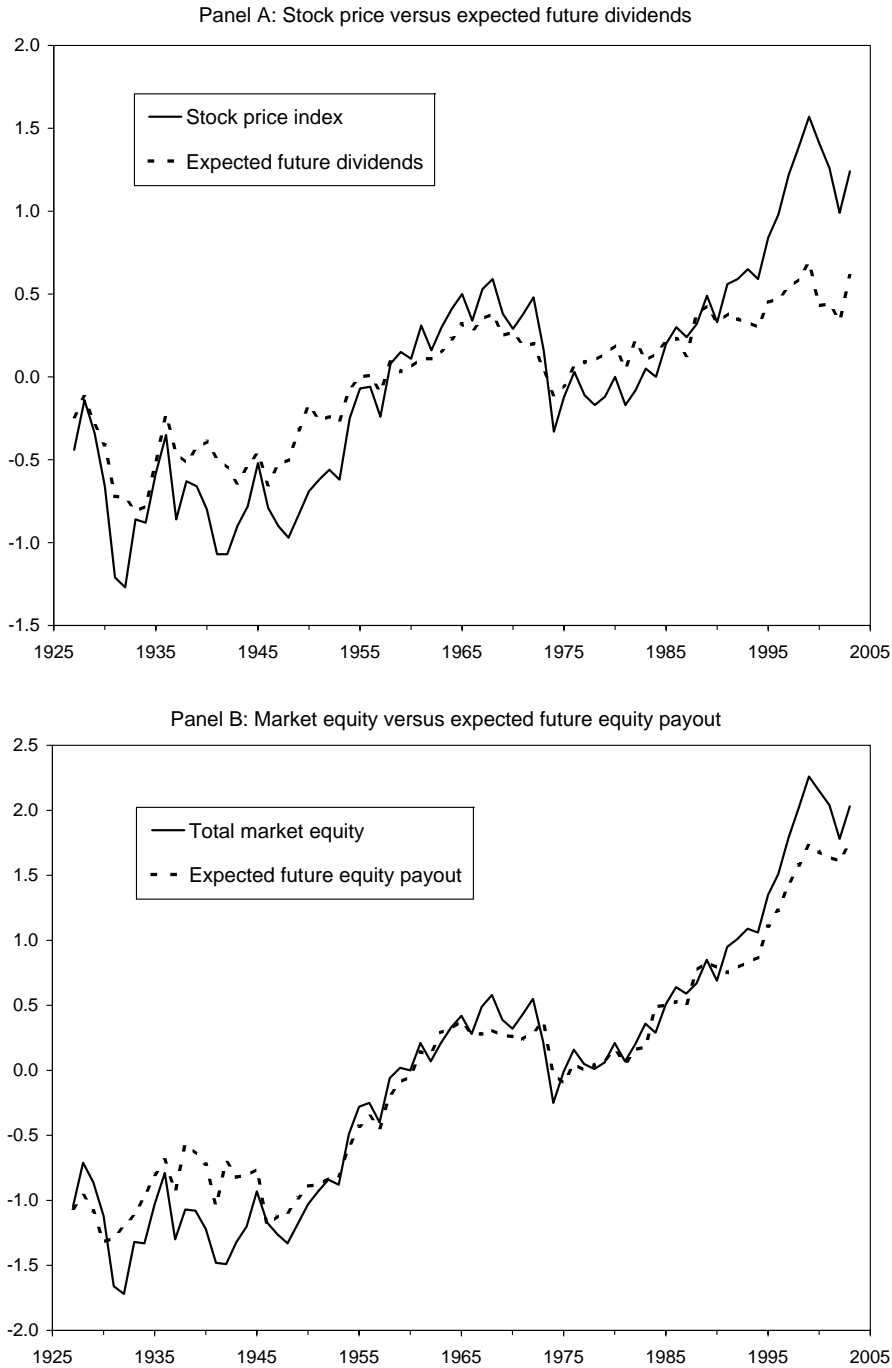 Panel A: Stock price versus expected future dividends
2.0
Stock price index
Expected future dividends
1.5
1.0
0.5
0.0
-0.5
-1.0
-1.5
1925 1935 1945 1955 1965 1975 1985 1995 2005
Panel B: Market equity versus expected future equity payout
2.5
Total market equity
Expected future equity payout
2.0
1.5
1.0
0.5
0.0
-0.5
-1.0
-1.5
-2.0
1925 1935 1945 1955 1965 1975 1985 1995 2005